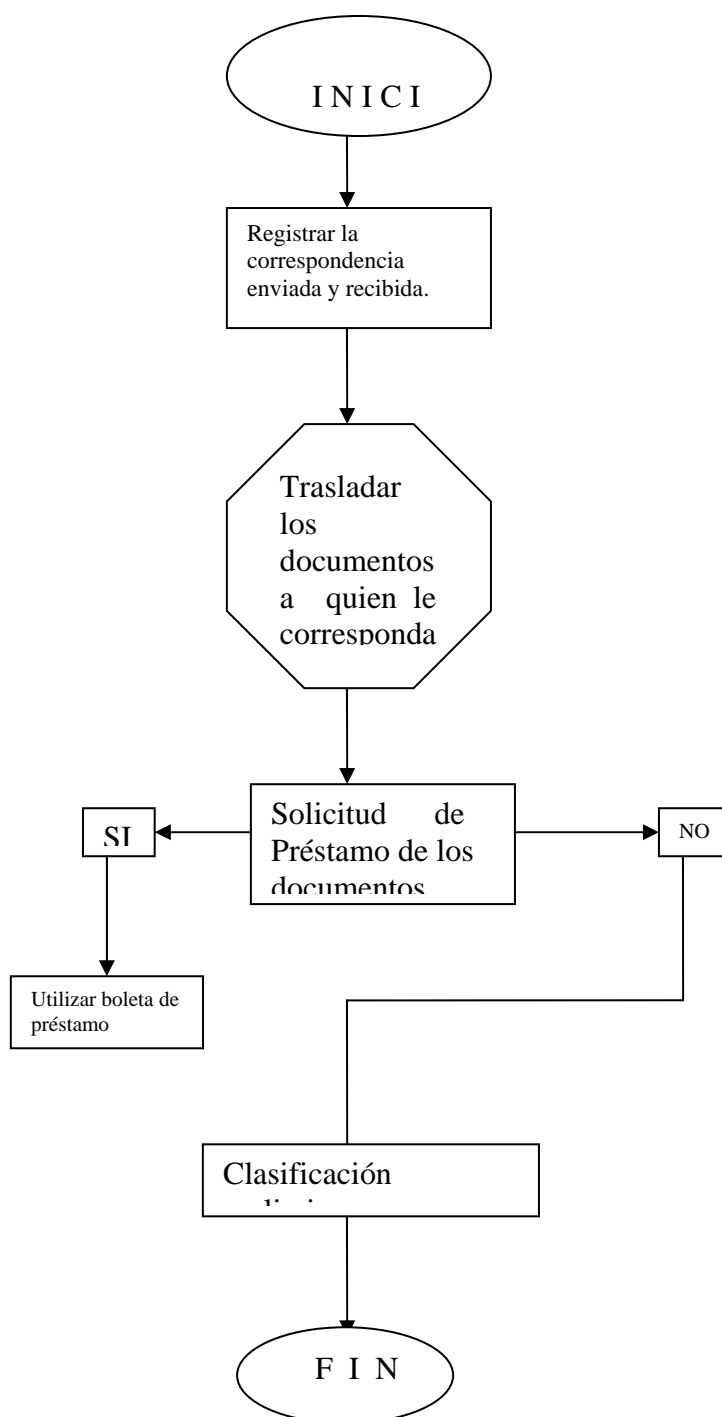 I N I C I
Registrar la
correspondencia
enviada y recibida.
Trasladar
los
documentos
a quien le
corresponda
Solicitud de
Préstamo de los
documentos
SI
NO
Utilizar boleta de
préstamo
Clasificación
F I N